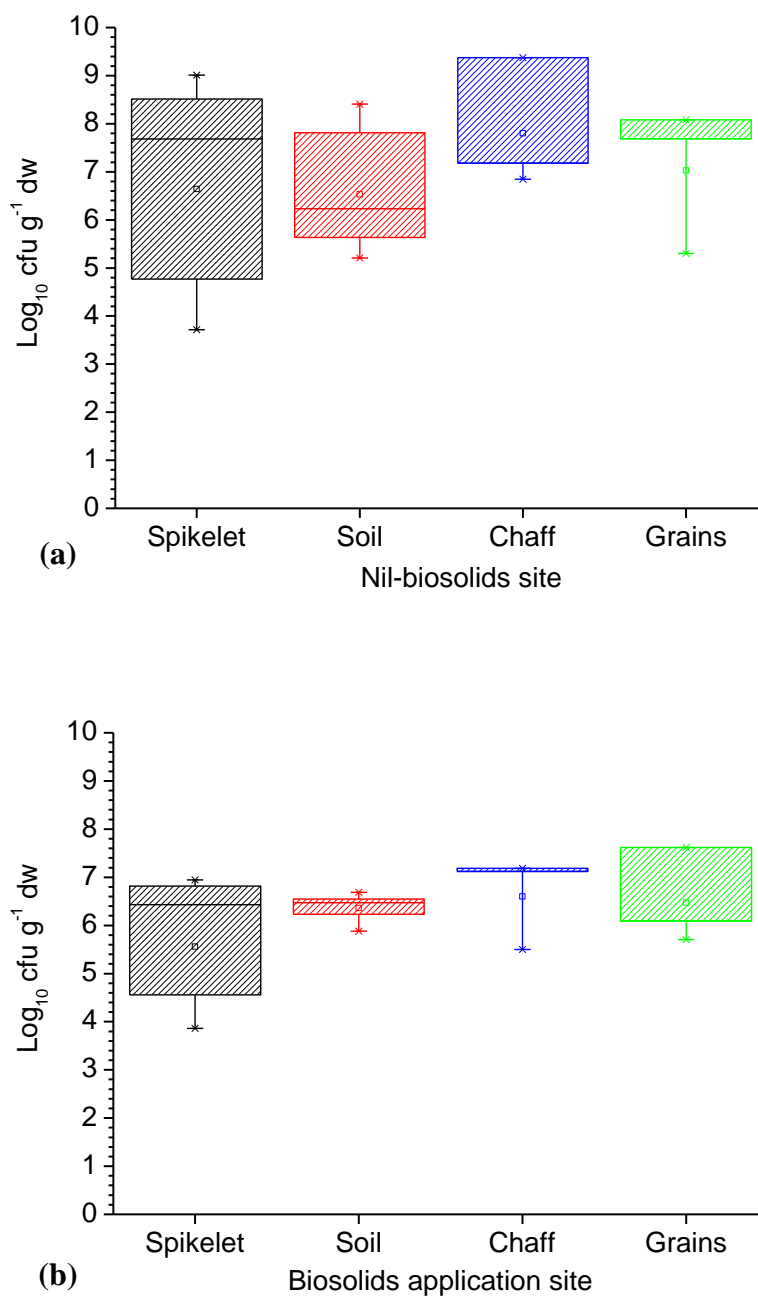 10
9
8
7
6
5
4
3
2
1
0
Log₁₀ cfu g⁻¹ dw
Spikelet Soil Chaff Grains
(a)
Nil-biosolids site
10
9
8
7
6
5
4
3
2
1
0
Log₁₀ cfu g⁻¹ dw
Spikelet Soil Chaff Grains
(b)
Biosolids application site